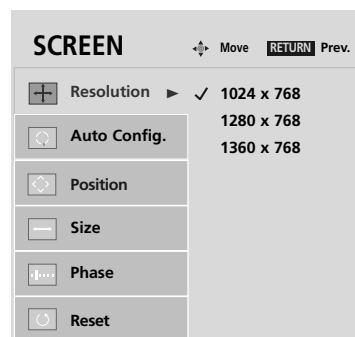 SCREEN Move RETURN Prev.
Resolution ► ✓ 1024 x 768
1280 x 768
1360 x 768
Auto Config.
Position
Size
Phase
Reset